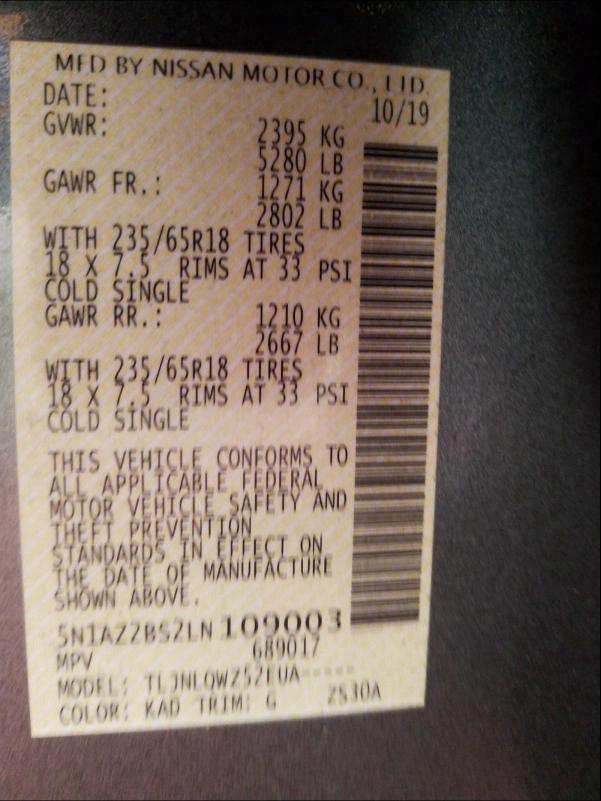 MFD BY NISSAN MOTOR CO., LTD.
DATE: 10/19
GVWR: 2395 KG
5280 LB
GAWR FR.: 1271 KG
2802 LB
WITH 235/65R18 TIRES
18 X 7.5 RIMS AT 33 PSI
COLD SINGLE
GAWR RR.: 1210 KG
2667 LB
WITH 235/65R18 TIRES
18 X 7.5 RIMS AT 33 PSI
COLD SINGLE
THIS VEHICLE CONFORMS TO
ALL APPLICABLE FEDERAL
MOTOR VEHICLE SAFETY AND
THEFT PREVENTION
STANDARDS IN EFFECT ON
THE DATE OF MANUFACTURE
SHOWN ABOVE.
5N1AZ2BS2LN109003
689017
MPV
MODEL: TLJNLQWZ52EUA-----
COLOR: KAD TRIM: G ZS30A